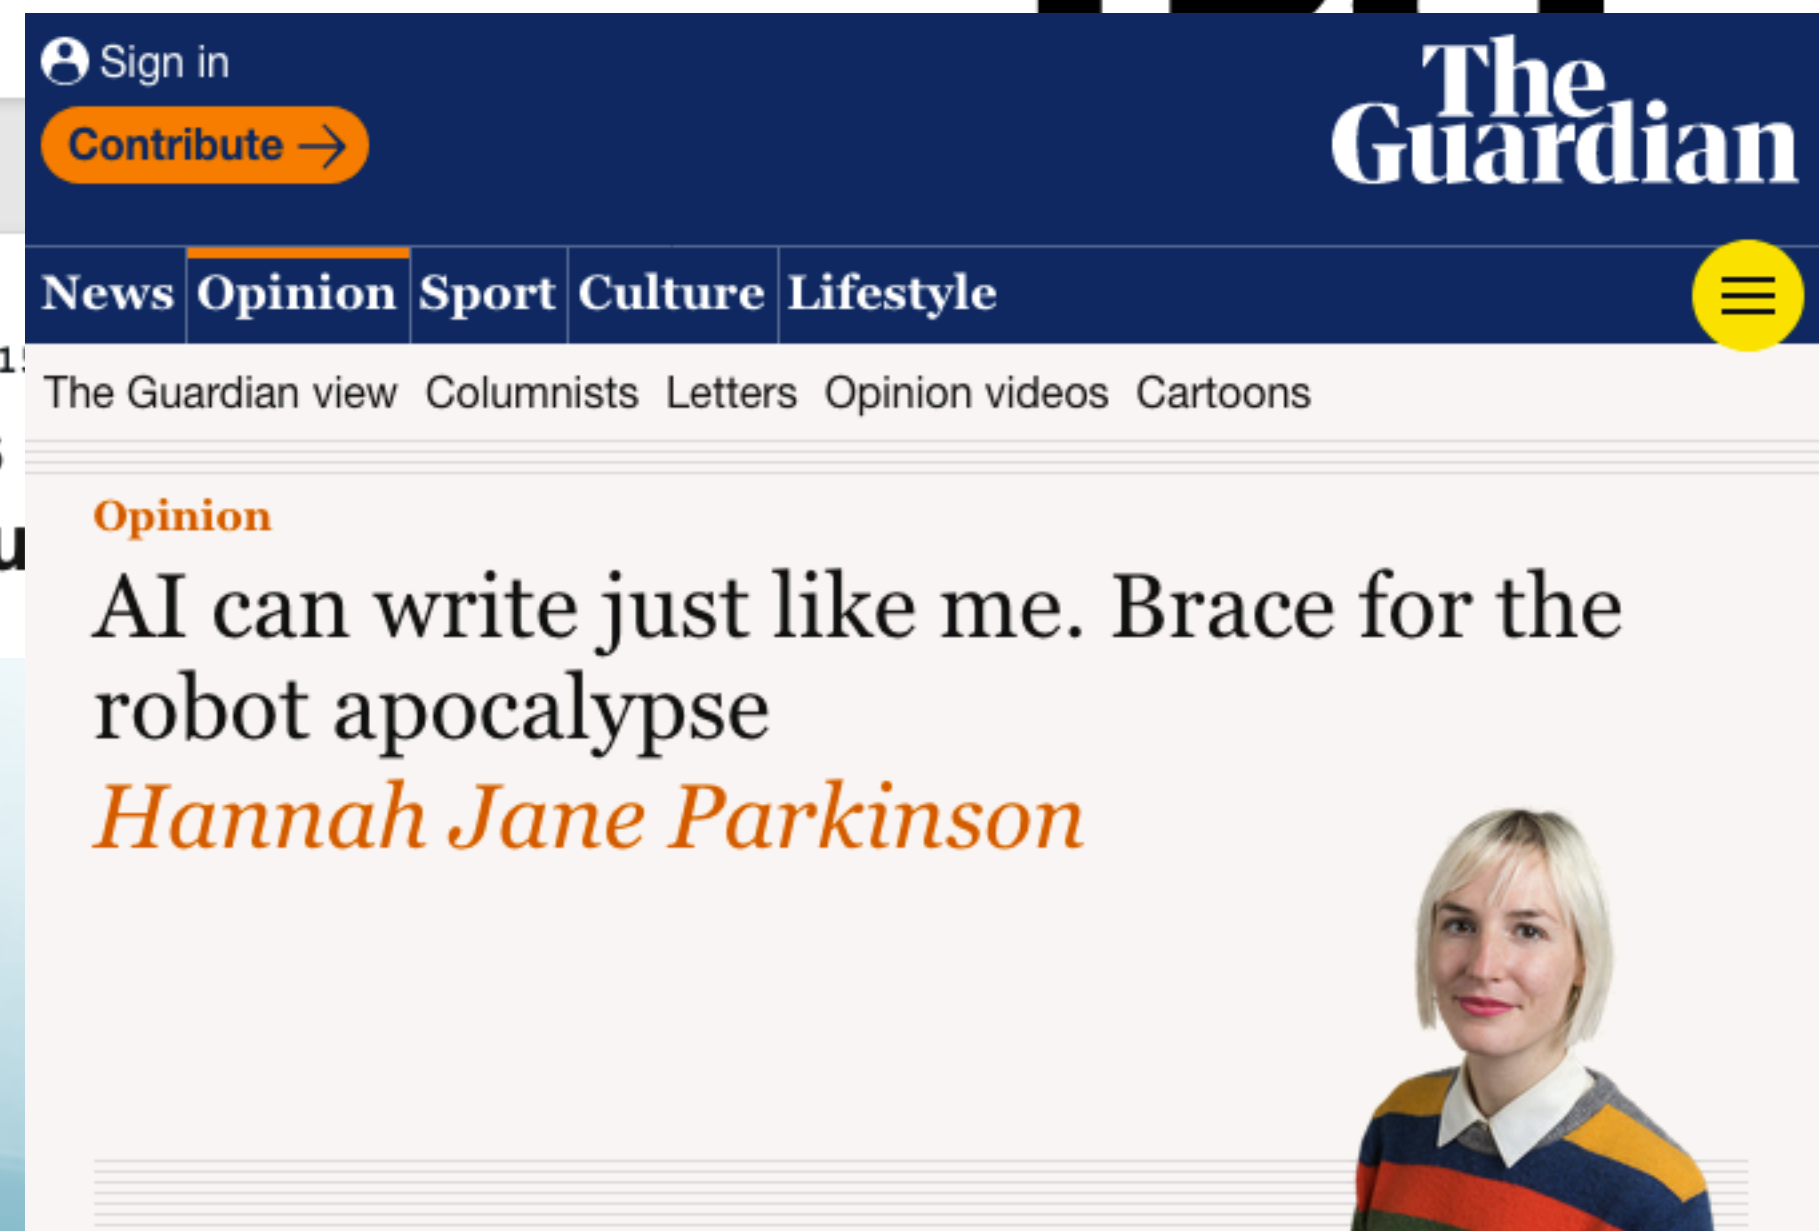 Sign in
Contribute →
The
Guardian
News Opinion Sport Culture Lifestyle
The Guardian view Columnists Letters Opinion videos Cartoons
Opinion
AI can write just like me. Brace for the
robot apocalypse
Hannah Jane Parkinson